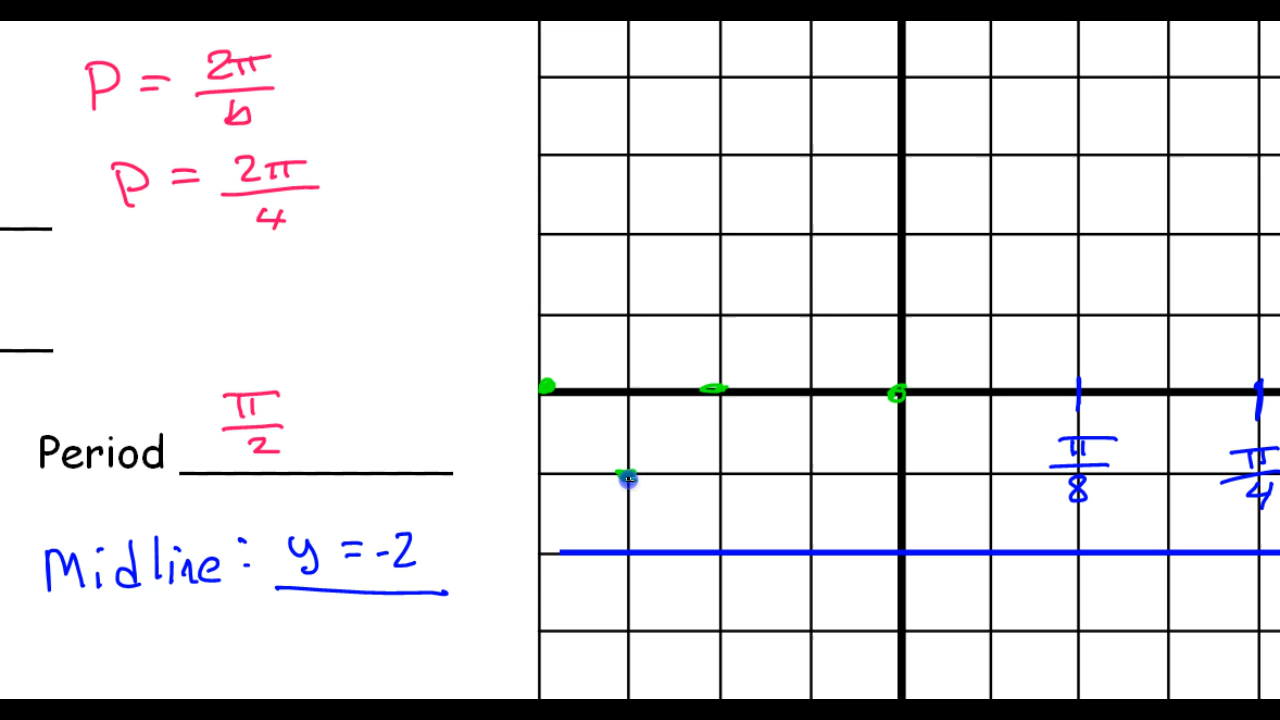 P = 2π/b
P = 2π/4
Period π/2
Midline: y = -2
π/8
π/4